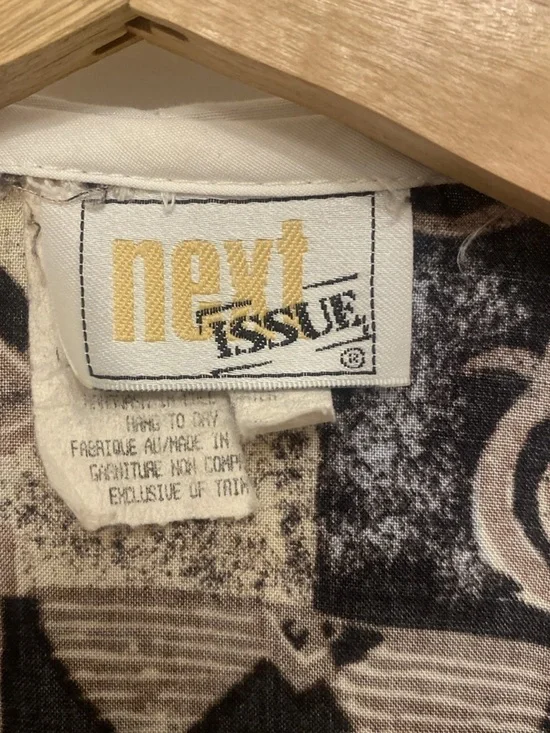 next
ISSUE
®
HANG TO DRY
FABRIQUE AU/MADE IN
GARNITURE NON COMP
EXCLUSIVE OF TRIM